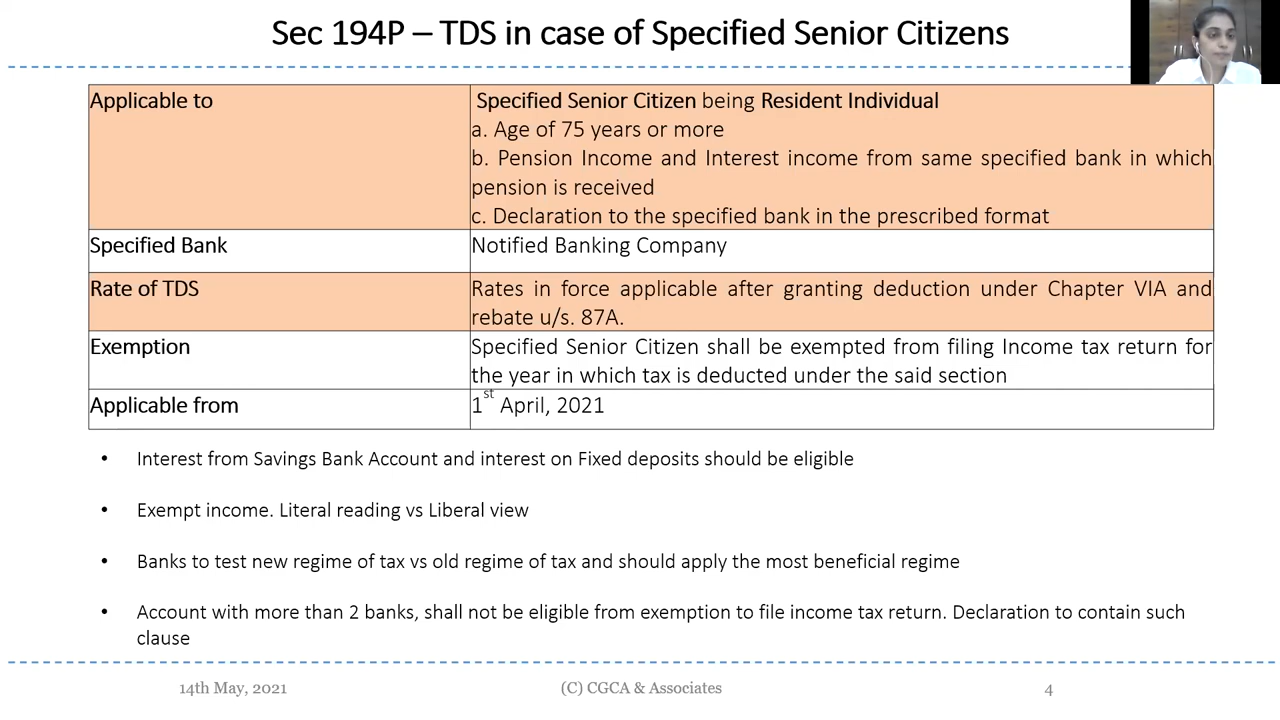 Sec 194P – TDS in case of Specified Senior Citizens
Applicable to
Specified Senior Citizen being Resident Individual
a. Age of 75 years or more
b. Pension Income and Interest income from same specified bank in which
pension is received
c. Declaration to the specified bank in the prescribed format
Specified Bank
Notified Banking Company
Rate of TDS
Rates in force applicable after granting deduction under Chapter VIA and
rebate u/s. 87A.
Exemption
Specified Senior Citizen shall be exempted from filing Income tax return for
the year in which tax is deducted under the said section
Applicable from
1st April, 2021
• Interest from Savings Bank Account and interest on Fixed deposits should be eligible
• Exempt income. Literal reading vs Liberal view
• Banks to test new regime of tax vs old regime of tax and should apply the most beneficial regime
• Account with more than 2 banks, shall not be eligible from exemption to file income tax return. Declaration to contain such
clause
14th May, 2021
(C) CGCA & Associates
4